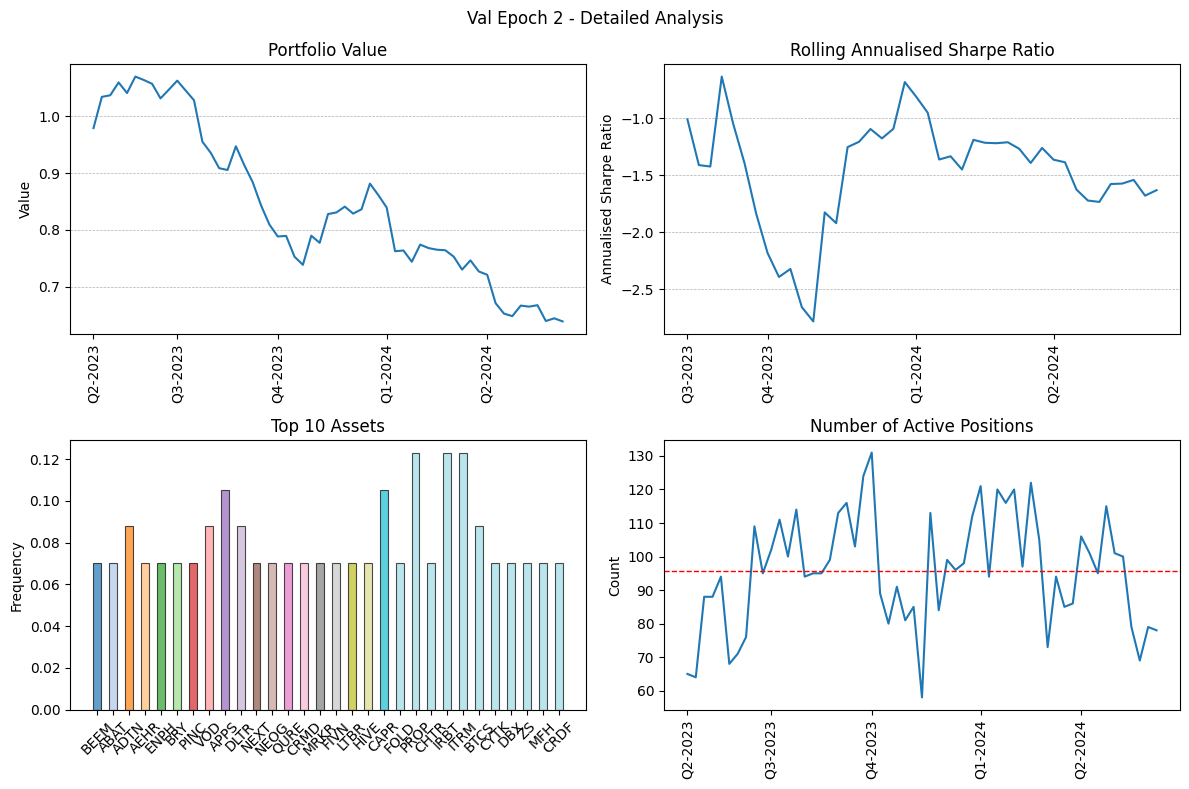 Val Epoch 2 - Detailed Analysis
Portfolio Value
Value
1.0
0.9
0.8
0.7
Q2-2023
Q3-2023
Q4-2023
Q1-2024
Q2-2024
Rolling Annualised Sharpe Ratio
Annualised Sharpe Ratio
−1.0
−1.5
−2.0
−2.5
Q3-2023
Q4-2023
Q1-2024
Q2-2024
Top 10 Assets
Frequency
0.12
0.10
0.08
0.06
0.04
0.02
0.00
BEEM
ABAT
ADTN
AEHR
ENPH
BRY
PINC
VOD
APPS
DLTR
NEXT
NEOG
QURE
CRMD
MRKR
FIVN
LTBR
HIVE
CAPR
FOLD
PROP
CHTR
IRBT
ITRM
BTCS
CYTK
DBX
ZS
MFH
CRDF
Number of Active Positions
Count
130
120
110
100
90
80
70
60
Q2-2023
Q3-2023
Q4-2023
Q1-2024
Q2-2024